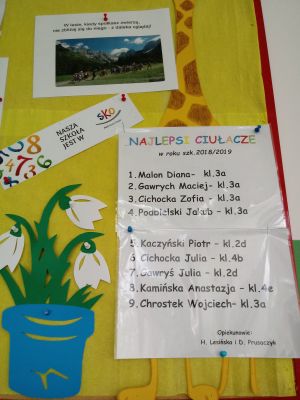 W lesie, kiedy spotkasz zwierzę,
nie zbliżaj się do niego - z daleka oglądaj!
NASZA
SZKOŁA
JEST W
sko
NAJLEPSI CIUŁACZE
w roku szk.2018/2019
1.Malon Diana- kl.3a
2.Gawrych Maciej- kl.3a
3.Cichocka Zofia - kl.3a
4.Podbielski Jakub - kl.3a
5.Kaczyński Piotr - kl.2d
6.Cichocka Julia - kl.4b
7.Gawryś Julia - kl.2d
8.Kamińska Anastazja - kl.4e
9.Chrostek Wojciech- kl.3a
Opiekunowie:
H. Lesińska i D. Prusaczyk